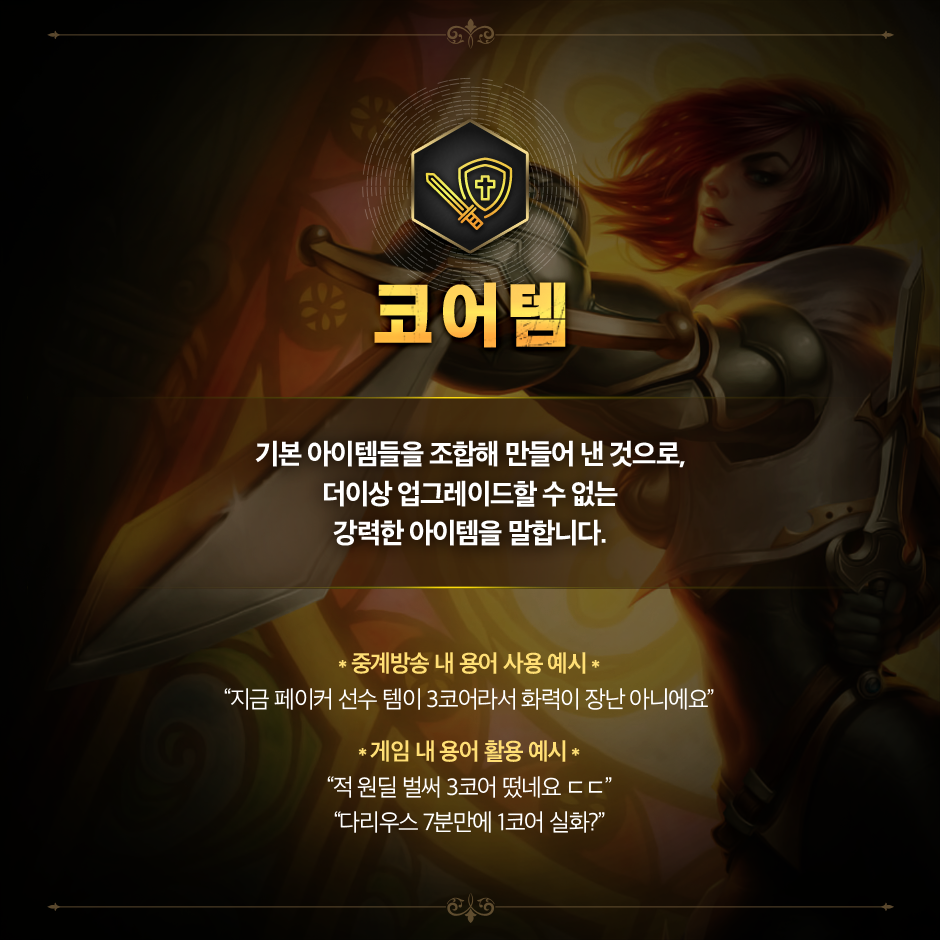 코어템
기본 아이템들을 조합해 만들어 낸 것으로,
더이상 업그레이드할 수 없는
강력한 아이템을 말합니다.
* 중계방송 내 용어 사용 예시 *
“지금 페이커 선수 템이 3코어라서 화력이 장난 아니에요”
* 게임 내 용어 활용 예시 *
“적 원딜 벌써 3코어 떴네요 ㄷㄷ”
“다리우스 7분만에 1코어 실화?”